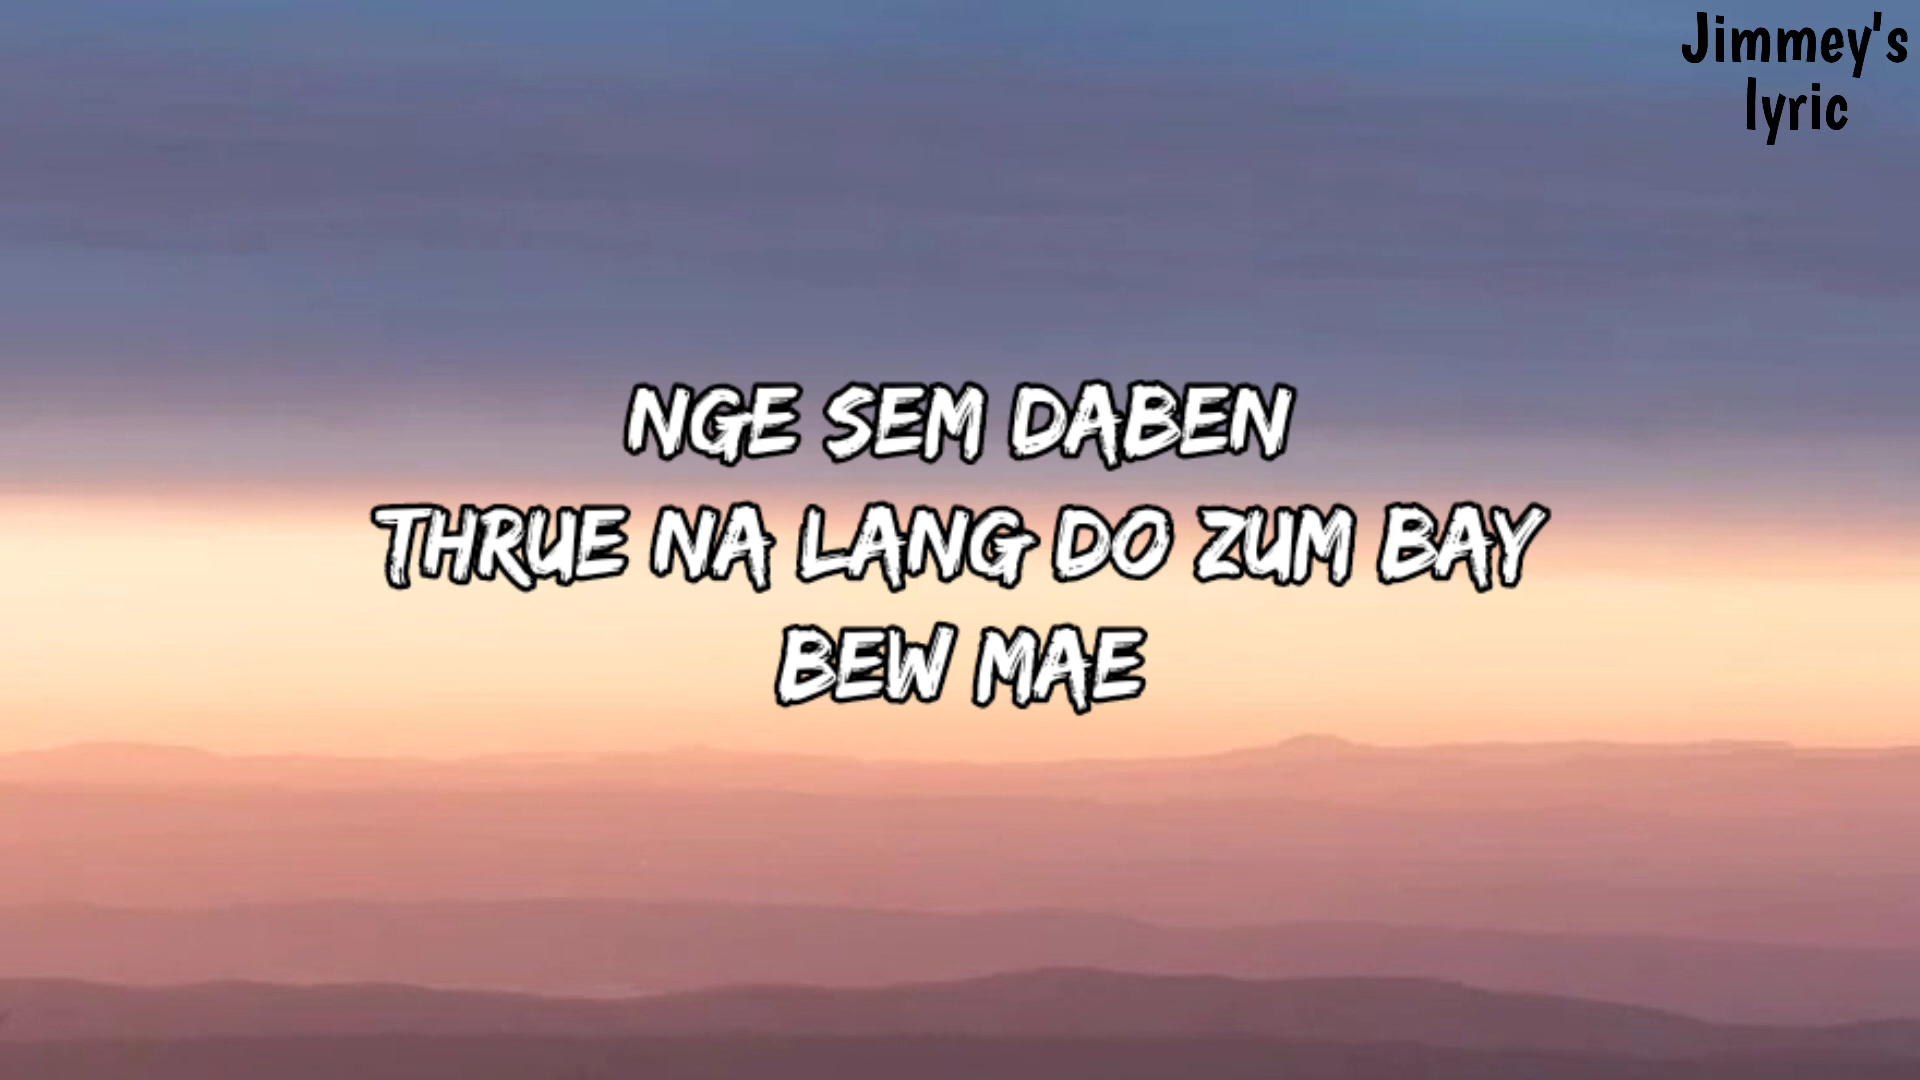 Jimmey's
lyric
NGE SEM DABEN
THRUE NA LANG DO ZUM BAY
BEW MAE